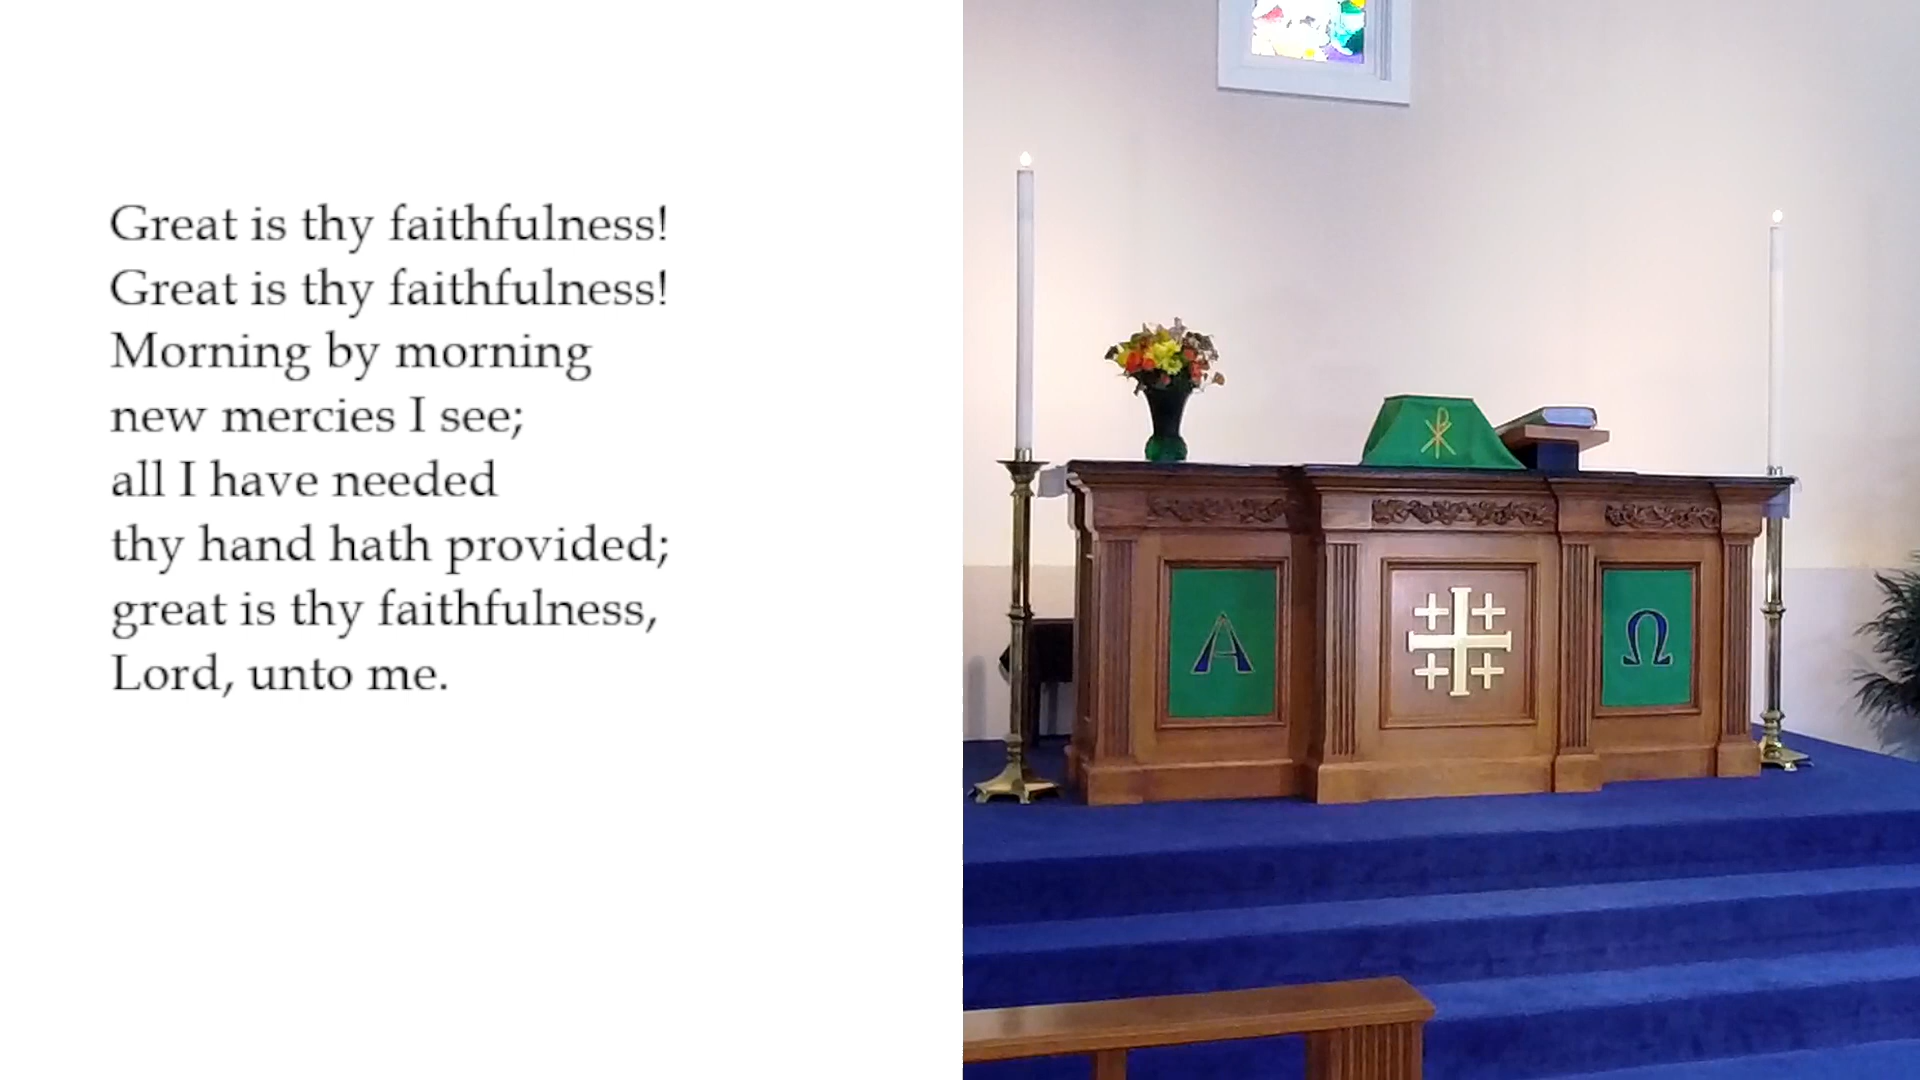 Great is thy faithfulness!
Great is thy faithfulness!
Morning by morning
new mercies I see;
all I have needed
thy hand hath provided;
great is thy faithfulness,
Lord, unto me.
Α
Ω